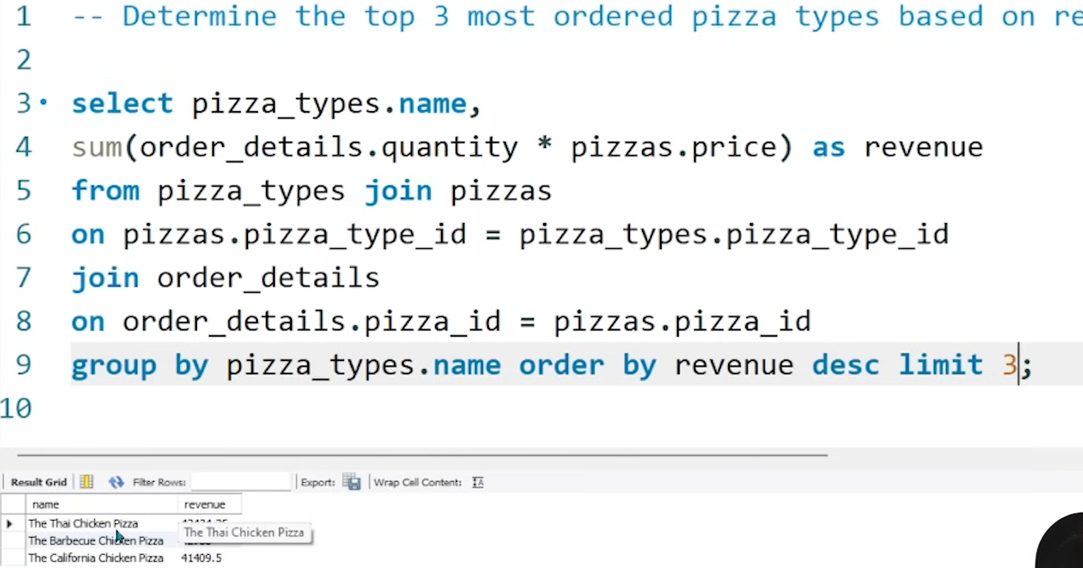 1 -- Determine the top 3 most ordered pizza types based on re
2
3 select pizza_types.name,
4 sum(order_details.quantity * pizzas.price) as revenue
5 from pizza_types join pizzas
6 on pizzas.pizza_type_id = pizza_types.pizza_type_id
7 join order_details
8 on order_details.pizza_id = pizzas.pizza_id
9 group by pizza_types.name order by revenue desc limit 3;
10
Result Grid Filter Rows: Export: Wrap Cell Content: IA
name revenue
The Thai Chicken Pizza
The Thai Chicken Pizza
The Barbecue Chicken Pizza
The California Chicken Pizza 41409.5